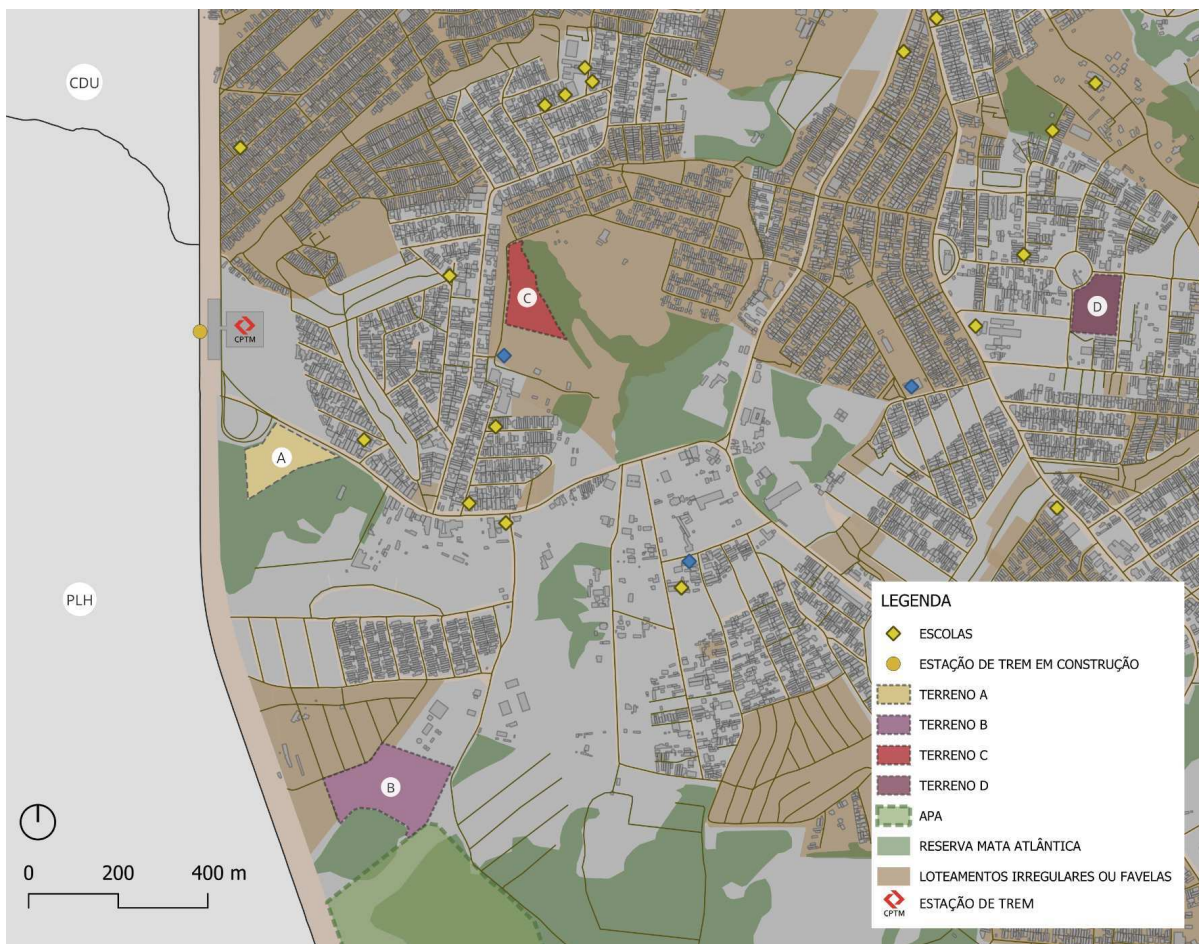 CDU
CPTM
C
D
A
PLH
B
0 200 400 m
LEGENDA
ESCOLAS
ESTAÇÃO DE TREM EM CONSTRUÇÃO
TERRENO A
TERRENO B
TERRENO C
TERRENO D
APA
RESERVA MATA ATLÂNTICA
LOTEAMENTOS IRREGULARES OU FAVELAS
CPTM ESTAÇÃO DE TREM